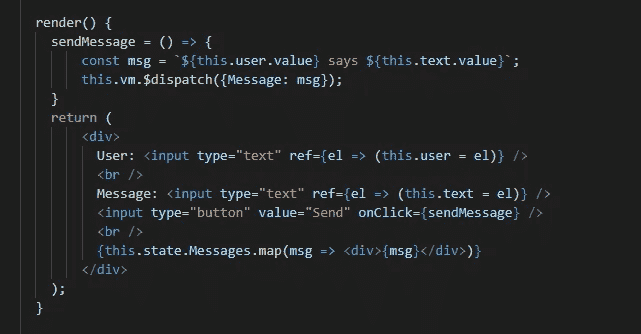 render() {
sendMessage = () => {
const msg = `${this.user.value} says ${this.text.value}`;
this.vm.$dispatch({Message: msg});
}
return (
<div>
User: <input type="text" ref={el => (this.user = el)} />
<br />
Message: <input type="text" ref={el => (this.text = el)} />
<input type="button" value="Send" onClick={sendMessage} />
<br />
{this.state.Messages.map(msg => <div>{msg}</div>)}
</div>
);
}